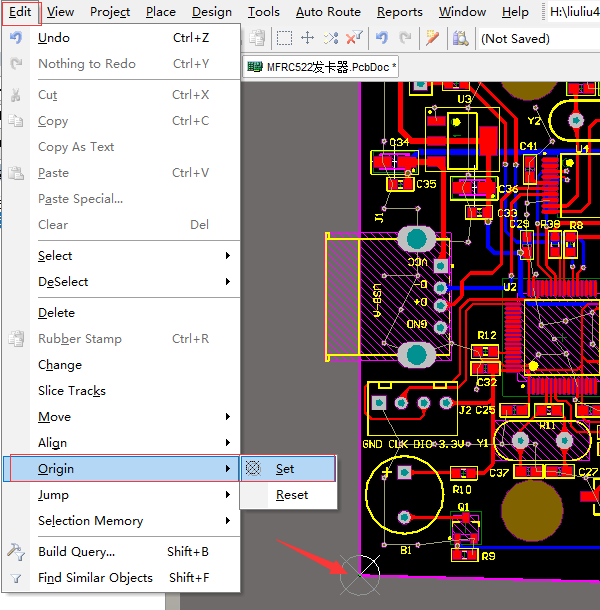 Edit View Project Place Design Tools Auto Route Reports Window Help H:\liuliu4\
(Not Saved)
MFRC522发卡器.PcbDoc *
Undo Ctrl+Z
Nothing to Redo Ctrl+Y
Cut Ctrl+X
Copy Ctrl+C
Copy As Text
Paste Ctrl+V
Paste Special...
Clear Del
Select
DeSelect
Delete
Rubber Stamp Ctrl+R
Change
Slice Tracks
Move
Align
Origin
Jump
Selection Memory
Build Query... Shift+B
Find Similar Objects Shift+F
Set
Reset
U3
Y2
C34
C41
U4
C35
C36
J1
C33
C29 R38 R8
VCC
D-
D+
GND
USB-A
U2
R12
C32
J2 C25
R11
GND CLK DIO 3.3V
Y1
C37 C27
R10
Q1
B1
R9